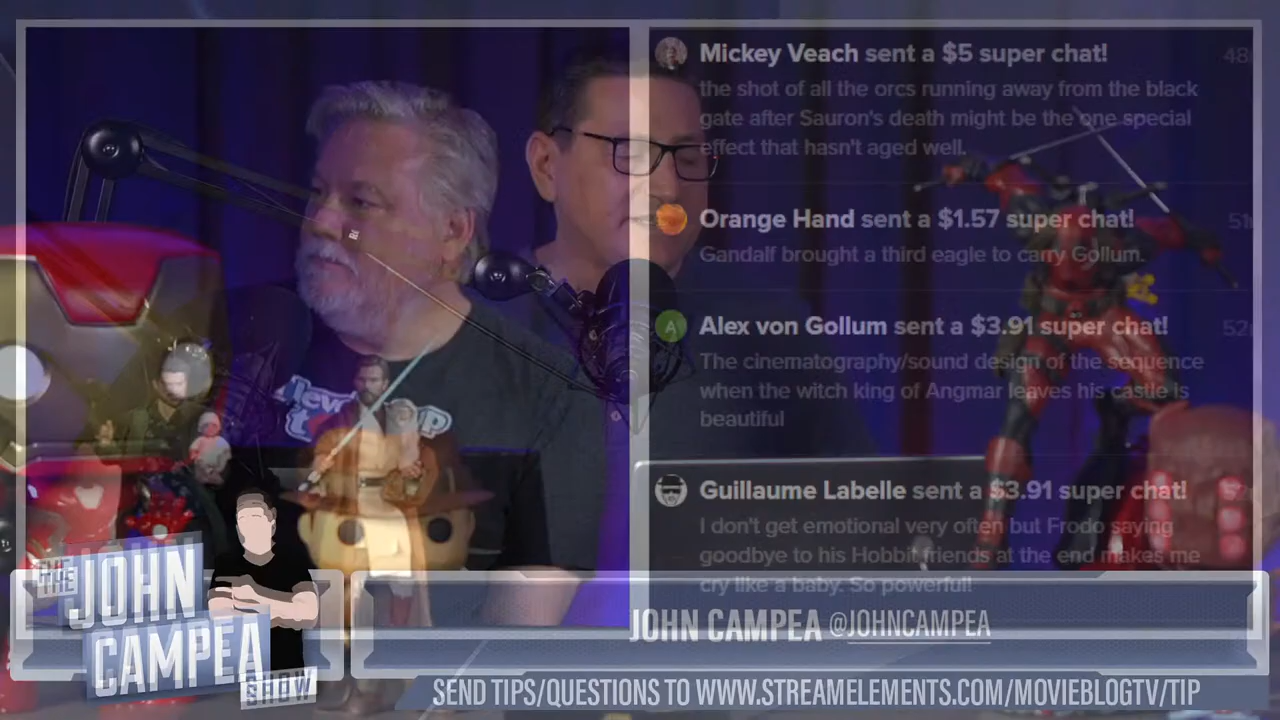 Mickey Veach sent a $5 super chat!
48
the shot of all the orcs running away from the black
gate after Sauron's death might be the one special
effect that hasn't aged well.
Orange Hand sent a $1.57 super chat!
Gandalf brought a third eagle to carry Gollum.
A
Alex von Gollum sent a $3.91 super chat!
The cinematography/sound design of the sequence
when the witch king of Angmar leaves his castle is
beautiful
Guillaume Labelle sent a $3.91 super chat!
I don't get emotional very often but Frodo saying
goodbye to his Hobbit friends at the end makes me
cry like a baby. So powerful!
THE
JOHN
CAMPEA
SHOW
JOHN CAMPEA @JOHNCAMPEA
SEND TIPS/QUESTIONS TO WWW.STREAMELEMENTS.COM/MOVIEBLOGTV/TIP